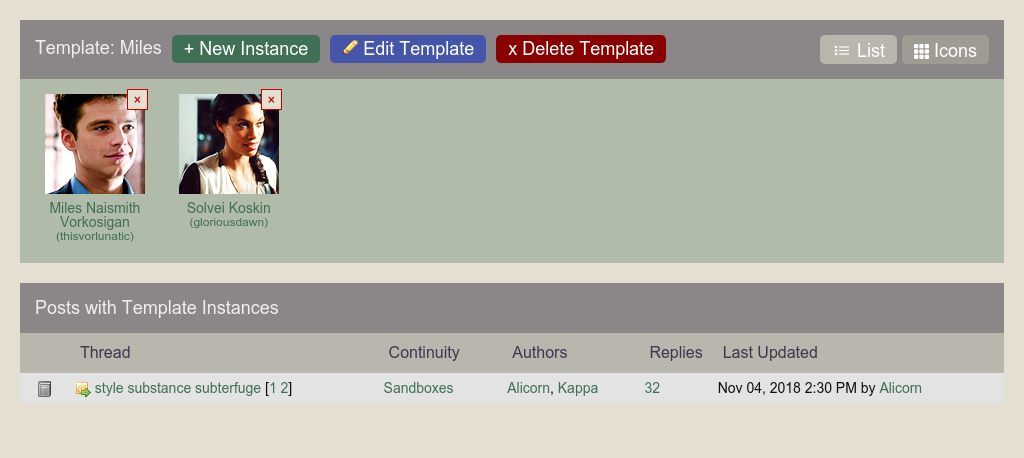 Template: Miles + New Instance Edit Template x Delete Template List Icons
× ×
Miles Naismith Vorkosigan
(thisvorlunatic)
Solvei Koskin
(gloriousdawn)
Posts with Template Instances
Thread Continuity Authors Replies Last Updated
style substance subterfuge [1 2] Sandboxes Alicorn, Kappa 32 Nov 04, 2018 2:30 PM by Alicorn